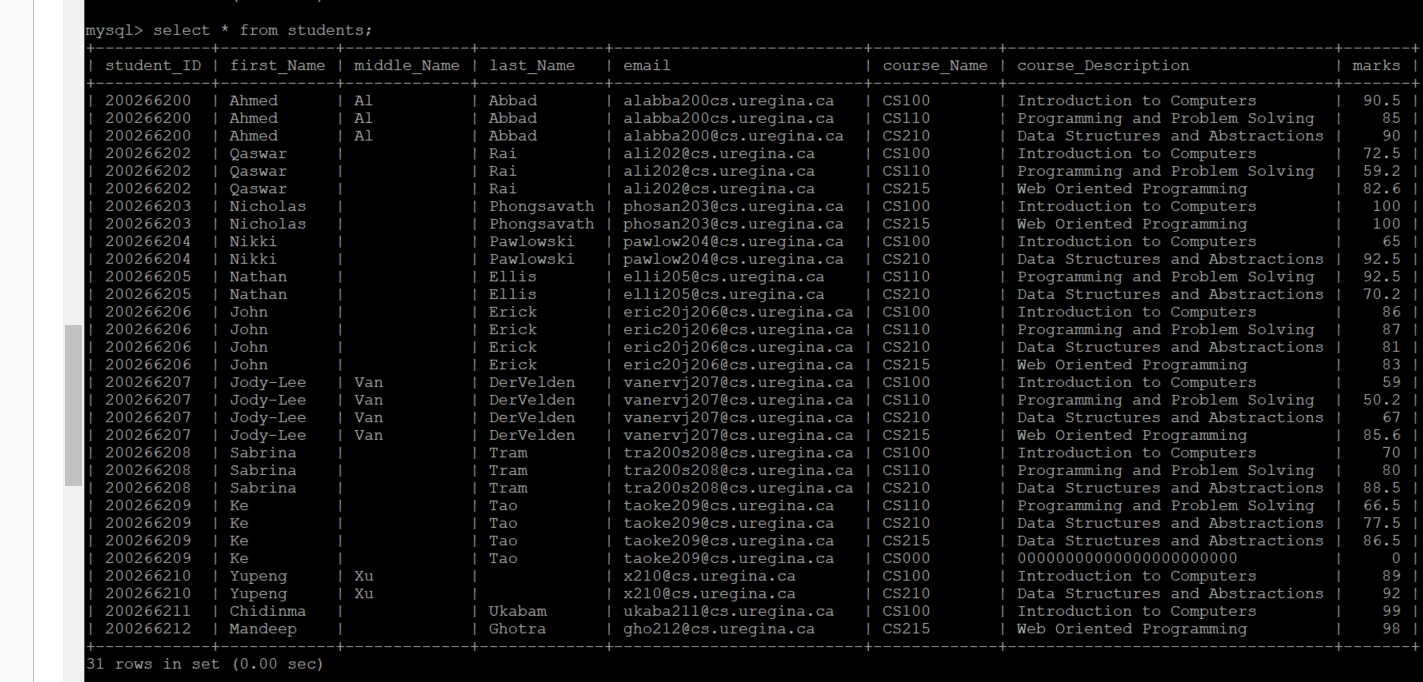 mysql> select * from students;
+------------+------------+-------------+-------------+--------------------------+-------------+----------------------------------+-------+
| student_ID | first_Name | middle_Name | last_Name   | email                    | course_Name | course_Description               | marks |
+------------+------------+-------------+-------------+--------------------------+-------------+----------------------------------+-------+
| 200266200  | Ahmed      | Al          | Abbad       | alabba200cs.uregina.ca   | CS100       | Introduction to Computers        |  90.5 |
| 200266200  | Ahmed      | Al          | Abbad       | alabba200cs.uregina.ca   | CS110       | Programming and Problem Solving  |    85 |
| 200266200  | Ahmed      | Al          | Abbad       | alabba200@cs.uregina.ca  | CS210       | Data Structures and Abstractions |    90 |
| 200266202  | Qaswar     |             | Rai         | ali202@cs.uregina.ca     | CS100       | Introduction to Computers        |  72.5 |
| 200266202  | Qaswar     |             | Rai         | ali202@cs.uregina.ca     | CS110       | Programming and Problem Solving  |  59.2 |
| 200266202  | Qaswar     |             | Rai         | ali202@cs.uregina.ca     | CS215       | Web Oriented Programming         |  82.6 |
| 200266203  | Nicholas   |             | Phongsavath | phosan203@cs.uregina.ca  | CS100       | Introduction to Computers        |   100 |
| 200266203  | Nicholas   |             | Phongsavath | phosan203@cs.uregina.ca  | CS215       | Web Oriented Programming         |   100 |
| 200266204  | Nikki      |             | Pawlowski   | pawlow204@cs.uregina.ca  | CS100       | Introduction to Computers        |    65 |
| 200266204  | Nikki      |             | Pawlowski   | pawlow204@cs.uregina.ca  | CS210       | Data Structures and Abstractions |  92.5 |
| 200266205  | Nathan     |             | Ellis       | elli205@cs.uregina.ca    | CS110       | Programming and Problem Solving  |  92.5 |
| 200266205  | Nathan     |             | Ellis       | elli205@cs.uregina.ca    | CS210       | Data Structures and Abstractions |  70.2 |
| 200266206  | John       |             | Erick       | eric20j206@cs.uregina.ca | CS100       | Introduction to Computers        |    86 |
| 200266206  | John       |             | Erick       | eric20j206@cs.uregina.ca | CS110       | Programming and Problem Solving  |    87 |
| 200266206  | John       |             | Erick       | eric20j206@cs.uregina.ca | CS210       | Data Structures and Abstractions |    81 |
| 200266206  | John       |             | Erick       | eric20j206@cs.uregina.ca | CS215       | Web Oriented Programming         |    83 |
| 200266207  | Jody-Lee   | Van         | DerVelden   | vanervj207@cs.uregina.ca | CS100       | Introduction to Computers        |    59 |
| 200266207  | Jody-Lee   | Van         | DerVelden   | vanervj207@cs.uregina.ca | CS110       | Programming and Problem Solving  |  50.2 |
| 200266207  | Jody-Lee   | Van         | DerVelden   | vanervj207@cs.uregina.ca | CS210       | Data Structures and Abstractions |    67 |
| 200266207  | Jody-Lee   | Van         | DerVelden   | vanervj207@cs.uregina.ca | CS215       | Web Oriented Programming         |  85.6 |
| 200266208  | Sabrina    |             | Tram        | tra200s208@cs.uregina.ca | CS100       | Introduction to Computers        |    70 |
| 200266208  | Sabrina    |             | Tram        | tra200s208@cs.uregina.ca | CS110       | Programming and Problem Solving  |    80 |
| 200266208  | Sabrina    |             | Tram        | tra200s208@cs.uregina.ca | CS210       | Data Structures and Abstractions |  88.5 |
| 200266209  | Ke         |             | Tao         | taoke209@cs.uregina.ca   | CS110       | Programming and Problem Solving  |  66.5 |
| 200266209  | Ke         |             | Tao         | taoke209@cs.uregina.ca   | CS210       | Data Structures and Abstractions |  77.5 |
| 200266209  | Ke         |             | Tao         | taoke209@cs.uregina.ca   | CS215       | Data Structures and Abstractions |  86.5 |
| 200266209  | Ke         |             | Tao         | taoke209@cs.uregina.ca   | CS000       | 00000000000000000000000          |     0 |
| 200266210  | Yupeng     | Xu          |             | x210@cs.uregina.ca       | CS100       | Introduction to Computers        |    89 |
| 200266210  | Yupeng     | Xu          |             | x210@cs.uregina.ca       | CS210       | Data Structures and Abstractions |    92 |
| 200266211  | Chidinma   |             | Ukabam      | ukaba211@cs.uregina.ca   | CS100       | Introduction to Computers        |    99 |
| 200266212  | Mandeep    |             | Ghotra      | gho212@cs.uregina.ca     | CS215       | Web Oriented Programming         |    98 |
+------------+------------+-------------+-------------+--------------------------+-------------+----------------------------------+-------+
31 rows in set (0.00 sec)